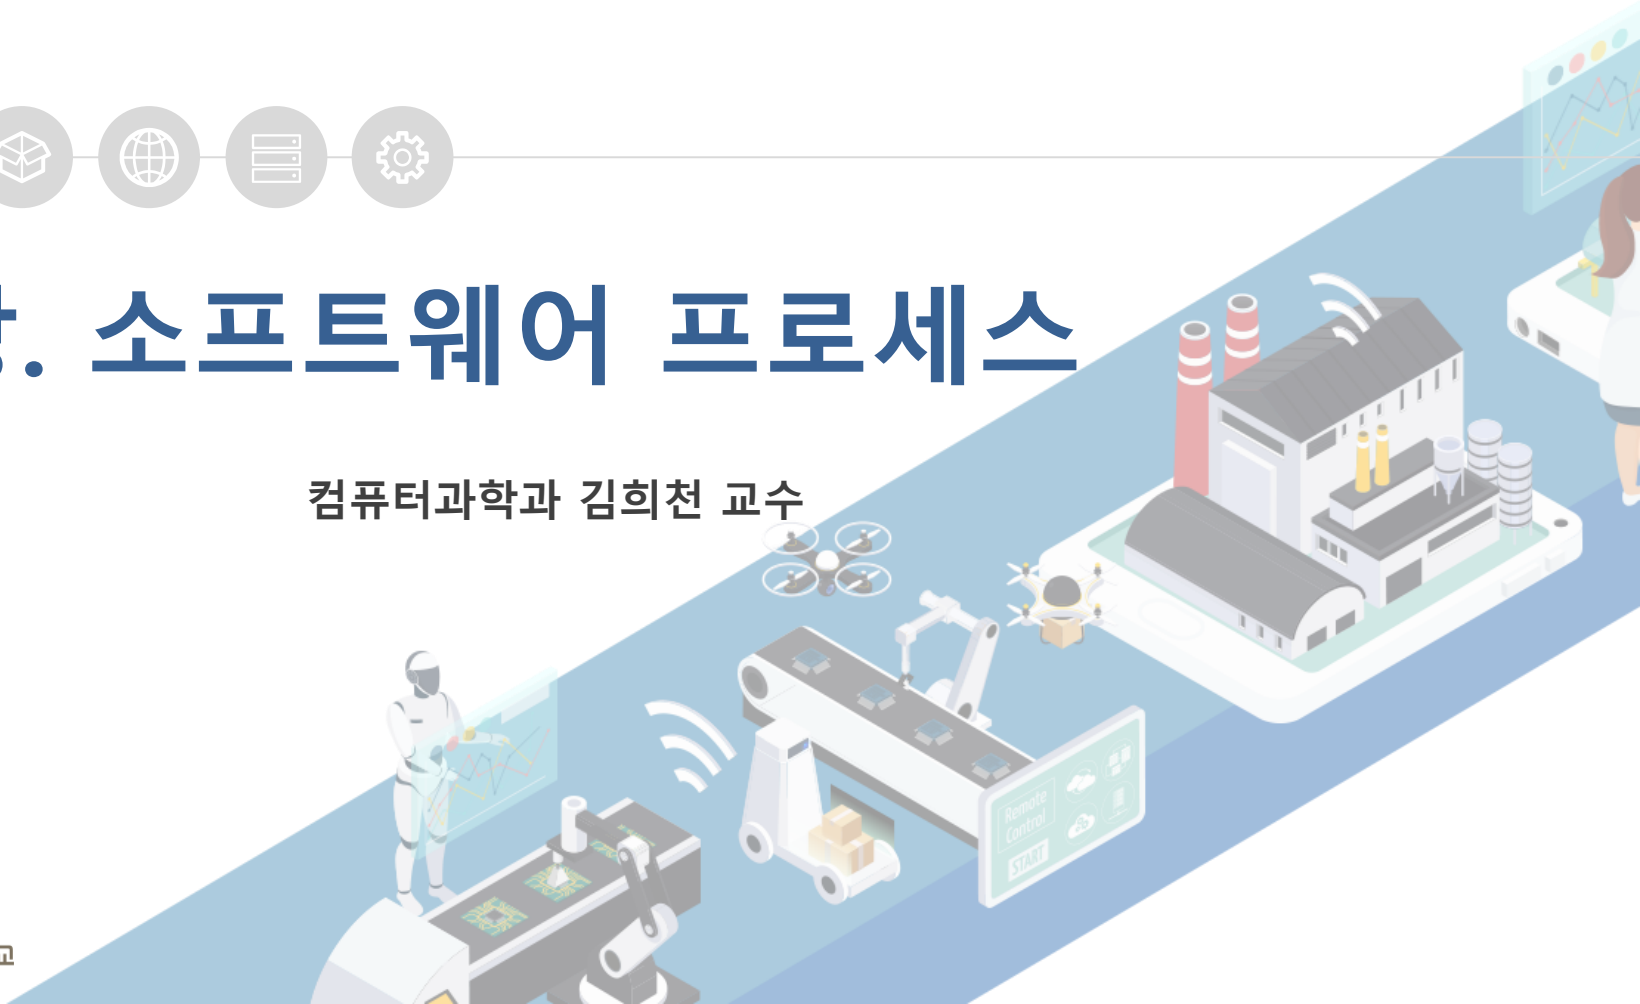 . 소프트웨어 프로세스
컴퓨터과학과 김희천 교수
Remote
Control
START
교